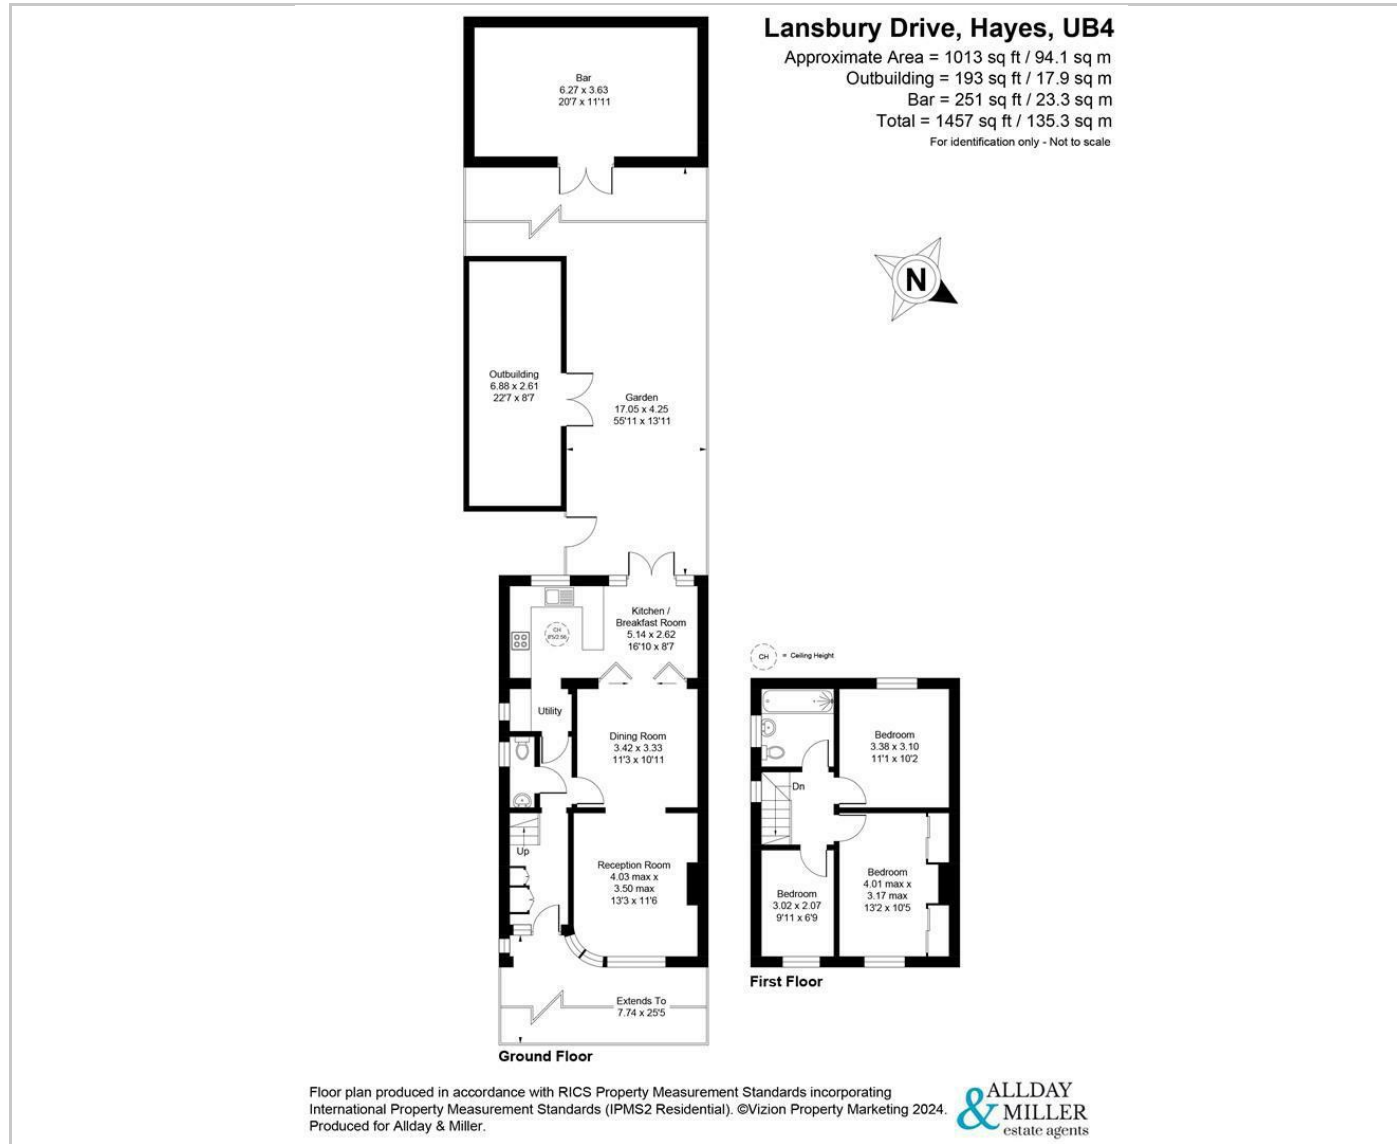 Lansbury Drive, Hayes, UB4
Approximate Area = 1013 sq ft / 94.1 sq m
Outbuilding = 193 sq ft / 17.9 sq m
Bar = 251 sq ft / 23.3 sq m
Total = 1457 sq ft / 135.3 sq m
For identification only - Not to scale
Bar
6.27 x 3.63
20'7 x 11'11
N
Outbuilding
6.88 x 2.61
22'7 x 8'7
Garden
17.05 x 4.25
55'11 x 13'11
Kitchen /
Breakfast Room
5.14 x 2.62
16'10 x 8'7
CH
Utility
Dining Room
3.42 x 3.33
11'3 x 10'11
Up
Reception Room
4.03 max x
3.50 max
13'3 x 11'6
Extends To
7.74 x 25'5
Ground Floor
CH = Ceiling Height
Bedroom
3.38 x 3.10
11'1 x 10'2
Dn
Bedroom
4.01 max x
3.17 max
13'2 x 10'5
Bedroom
3.02 x 2.07
9'11 x 6'9
First Floor
Floor plan produced in accordance with RICS Property Measurement Standards incorporating
International Property Measurement Standards (IPMS2 Residential). ©Vizion Property Marketing 2024.
Produced for Allday & Miller.
ALLDAY
& MILLER
estate agents